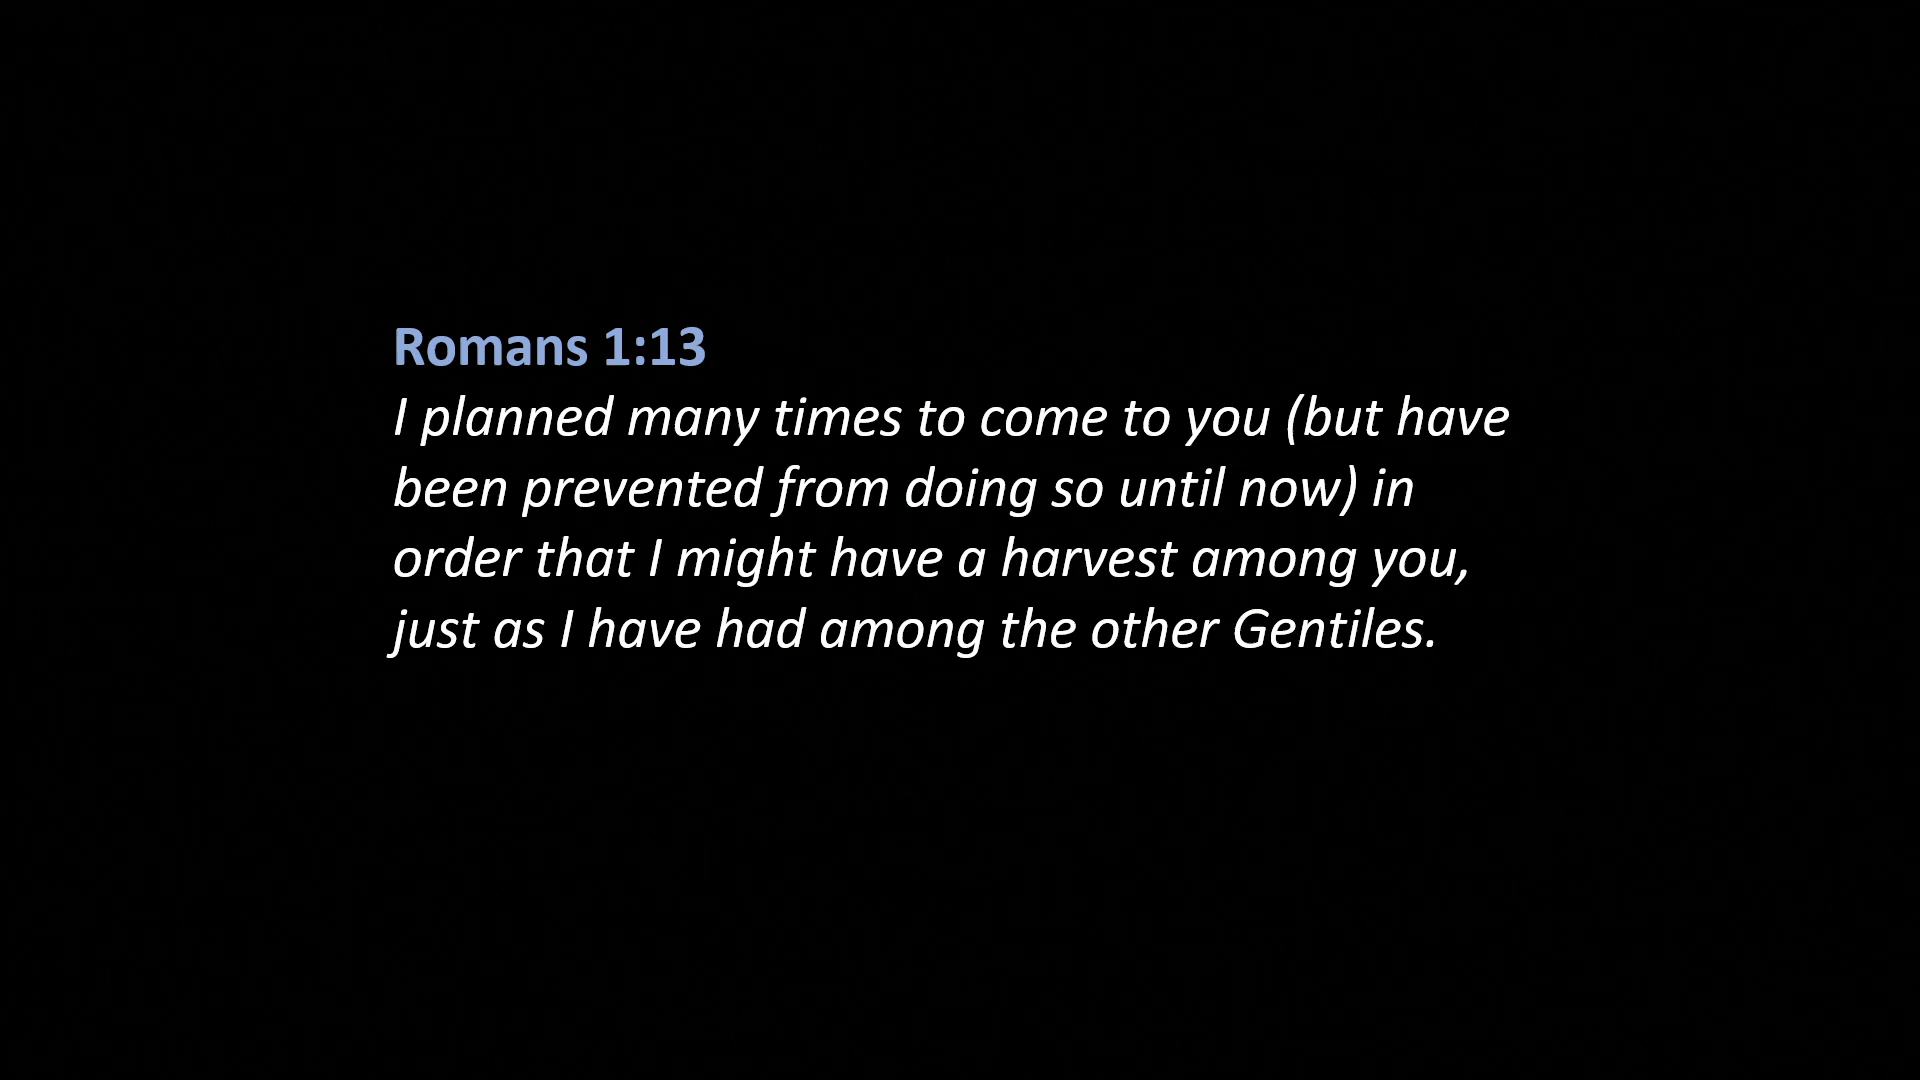 Romans 1:13
I planned many times to come to you (but have
been prevented from doing so until now) in
order that I might have a harvest among you,
just as I have had among the other Gentiles.